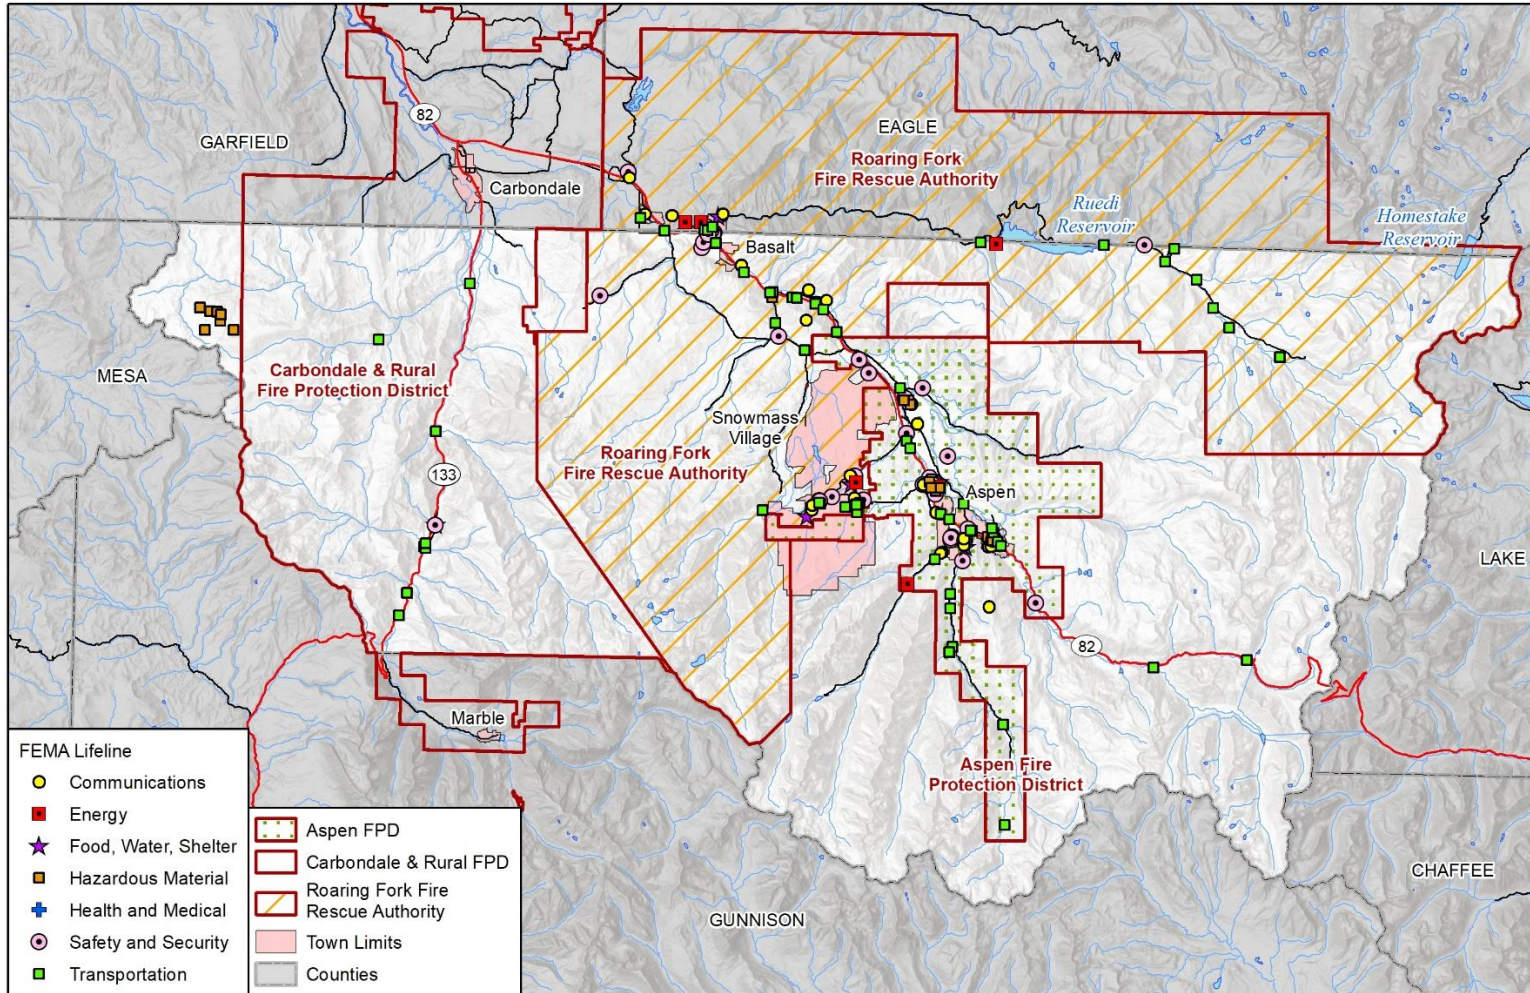 82
GARFIELD
EAGLE
Roaring Fork
Fire Rescue Authority
Carbondale
Ruedi
Reservoir
Homestake
Reservoir
Basalt
MESA
Carbondale & Rural
Fire Protection District
Snowmass
Village
Roaring Fork
Fire Rescue Authority
133
Aspen
LAKE
82
Marble
Aspen Fire
Protection District
CHAFFEE
GUNNISON
FEMA Lifeline
Communications
Energy
Food, Water, Shelter
Hazardous Material
Health and Medical
Safety and Security
Transportation
Aspen FPD
Carbondale & Rural FPD
Roaring Fork Fire
Rescue Authority
Town Limits
Counties